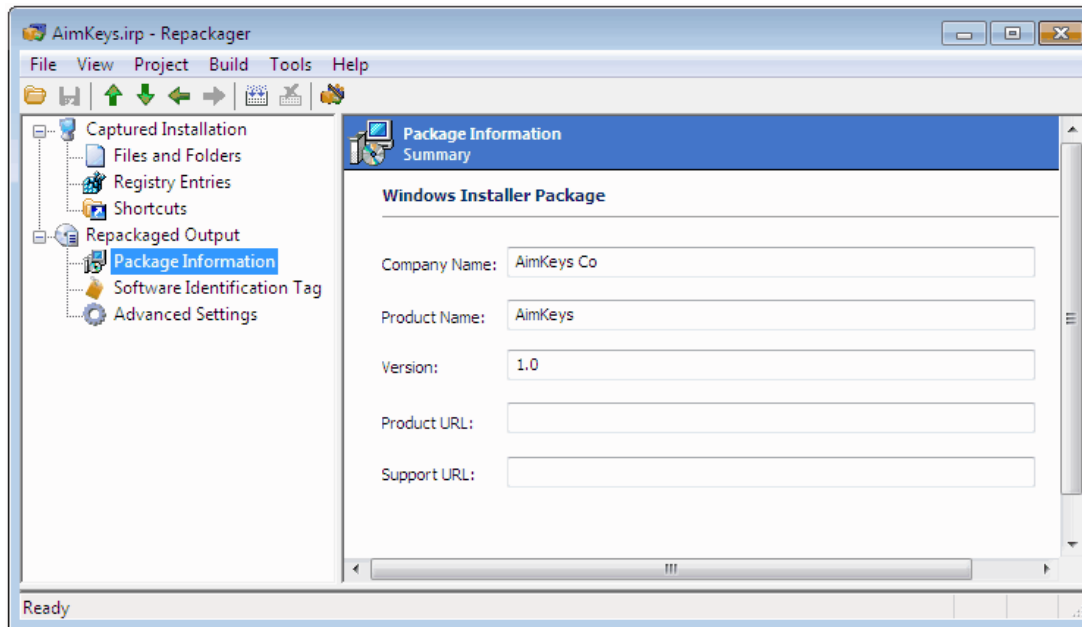 AimKeys.irp - Repackager
File View Project Build Tools Help
Captured Installation
Files and Folders
Registry Entries
Shortcuts
Repackaged Output
Package Information
Software Identification Tag
Advanced Settings
Package Information
Summary
Windows Installer Package
Company Name: AimKeys Co
Product Name: AimKeys
Version: 1.0
Product URL:
Support URL:
Ready